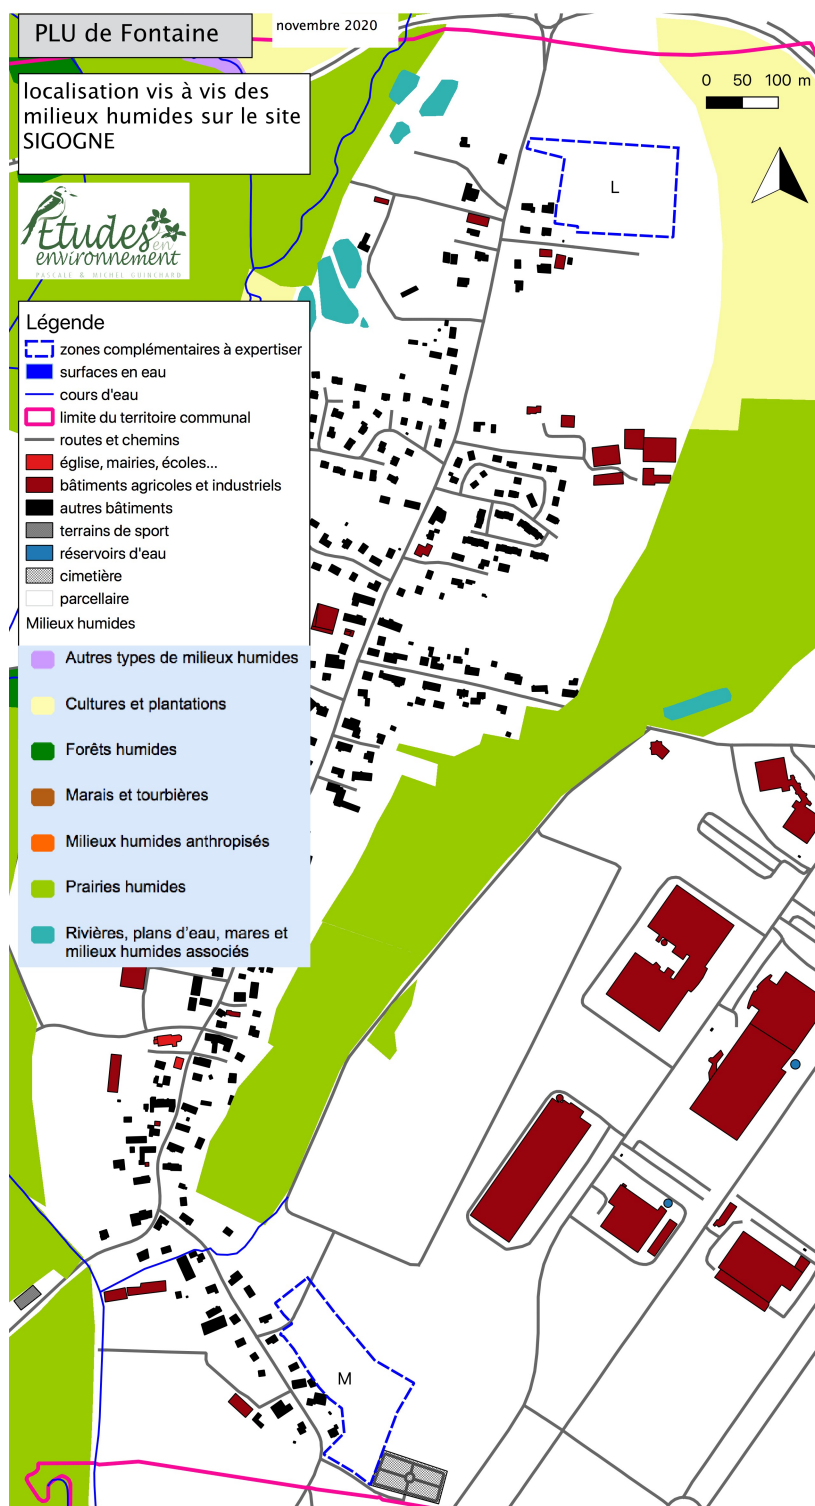 PLU de Fontaine
novembre 2020
localisation vis à vis des
milieux humides sur le site
SIGOGNE
0 50 100 m
Etudes
en
environnement
PASCALE & MICHEL GUINCHARD
L
Légende
zones complémentaires à expertiser
surfaces en eau
cours d'eau
limite du territoire communal
routes et chemins
église, mairies, écoles...
bâtiments agricoles et industriels
autres bâtiments
terrains de sport
réservoirs d'eau
cimetière
parcellaire
Milieux humides
Autres types de milieux humides
Cultures et plantations
Forêts humides
Marais et tourbières
Milieux humides anthropisés
Prairies humides
Rivières, plans d'eau, mares et
milieux humides associés
M